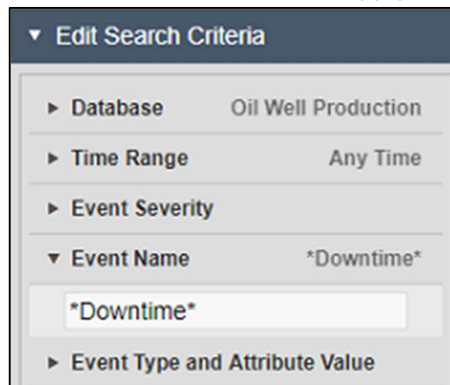 Edit Search Criteria
Database Oil Well Production
Time Range Any Time
Event Severity
Event Name *Downtime*
*Downtime*
Event Type and Attribute Value